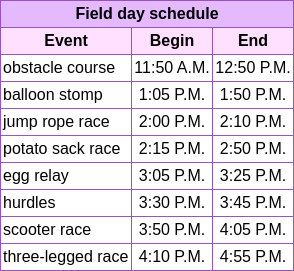 Field day schedule
Event Begin End
obstacle course 11:50 A.M. 12:50 P.M.
balloon stomp 1:05 P.M. 1:50 P.M.
jump rope race 2:00 P.M. 2:10 P.M.
potato sack race 2:15 P.M. 2:50 P.M.
egg relay 3:05 P.M. 3:25 P.M.
hurdles 3:30 P.M. 3:45 P.M.
scooter race 3:50 P.M. 4:05 P.M.
three-legged race 4:10 P.M. 4:55 P.M.